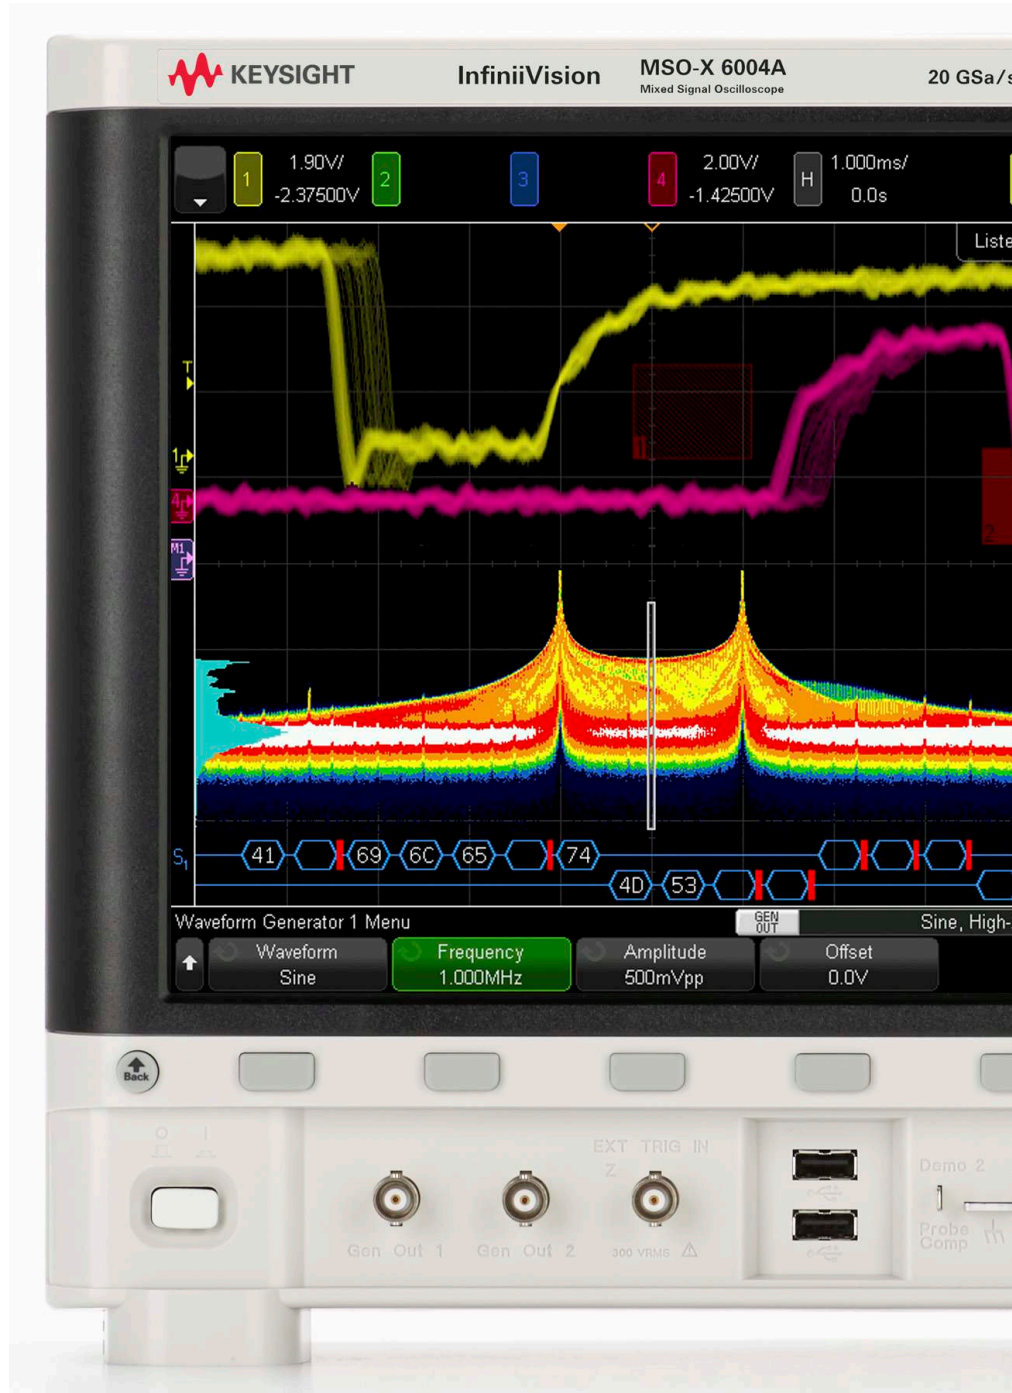 KEYSIGHT InfiniiVision MSO-X 6004A 20 GSa/s
Mixed Signal Oscilloscope
1 1.90V/ 2 3 4 2.00V/ H 1.000ms/
-2.37500V -1.42500V 0.0s
Liste
T
1
4
M1
2
S1 41 69 6C 65 74
4D 53
Waveform Generator 1 Menu GEN OUT Sine, High-
Waveform Frequency Amplitude Offset
Sine 1.000MHz 500mVpp 0.0V
Back
O I
EXT TRIG IN
Z
Demo 2
Probe
Comp
Gen Out 1 Gen Out 2 300 VRMS